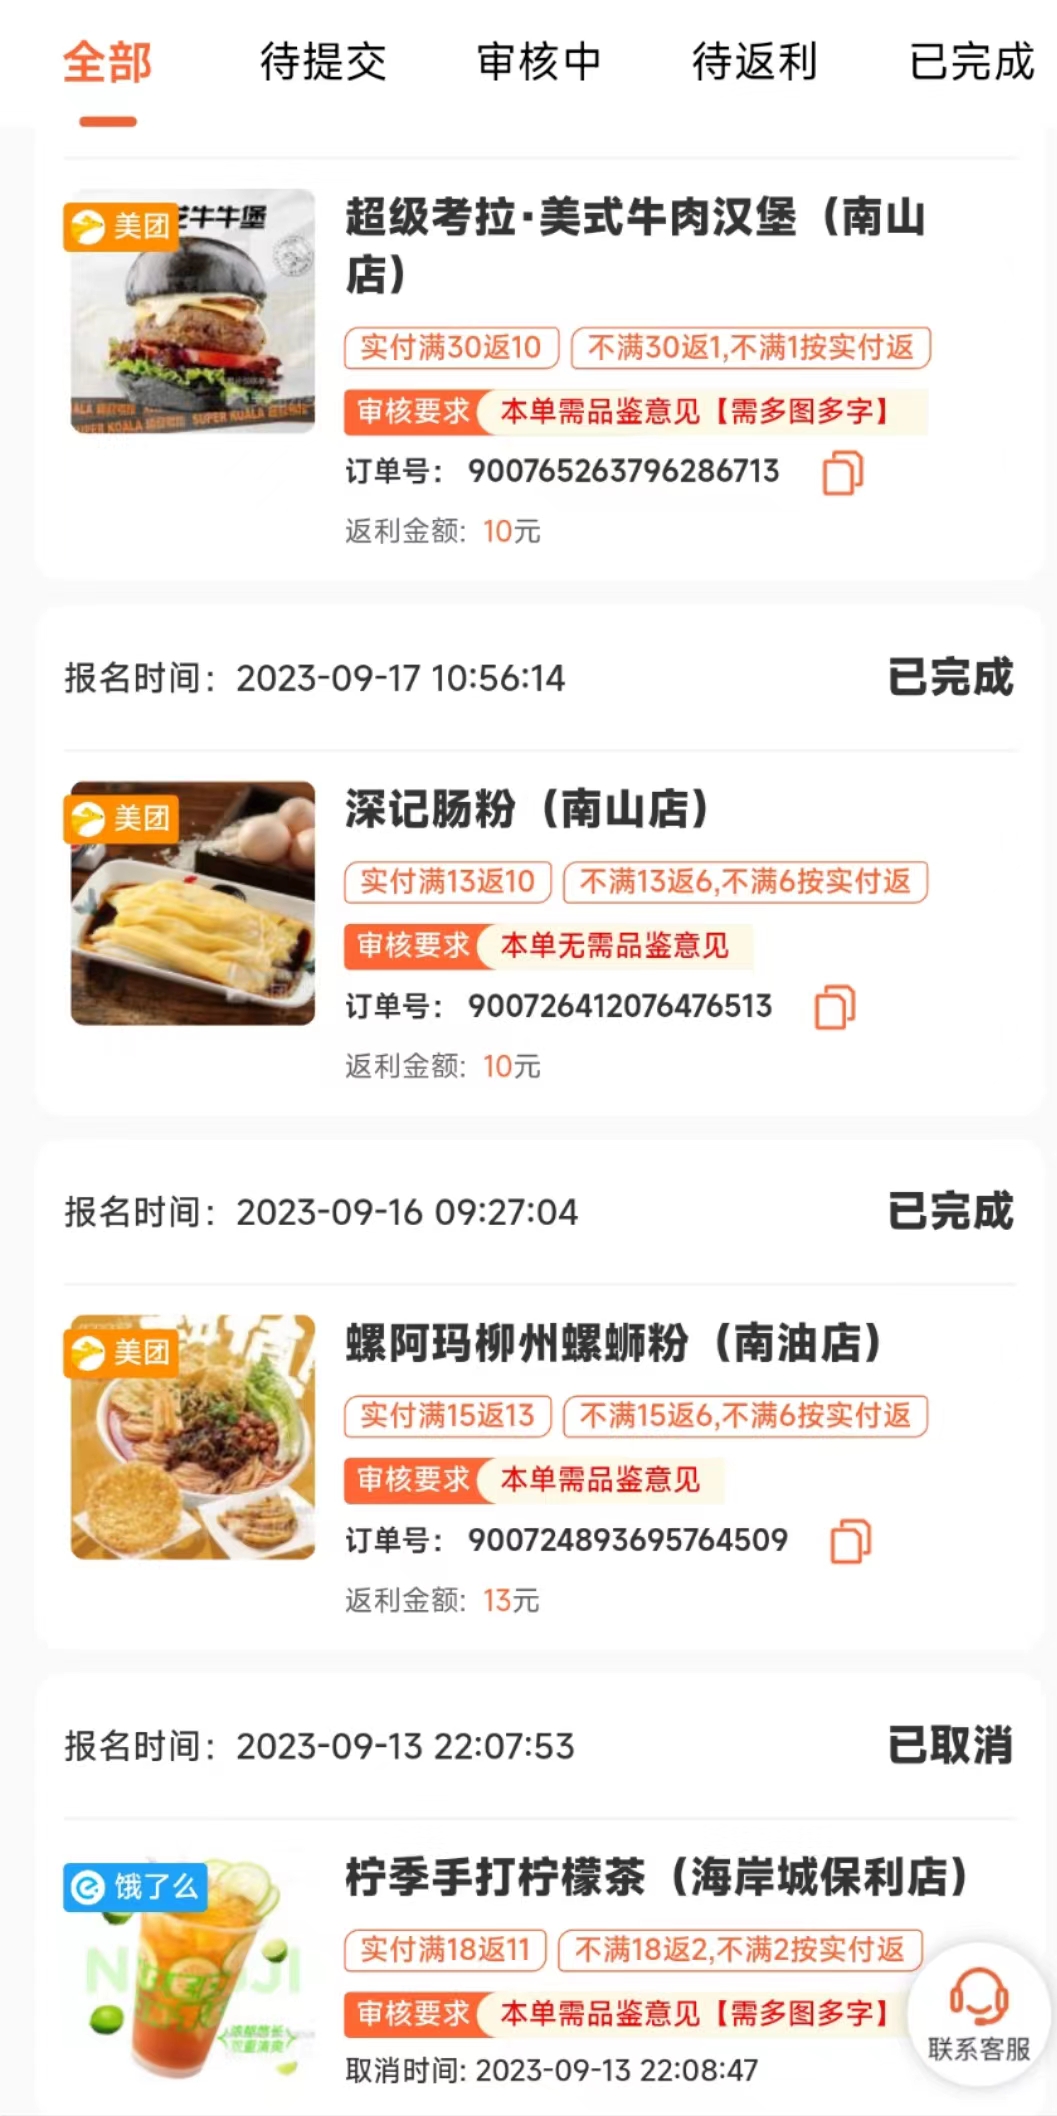 全部 待提交 审核中 待返利 已完成
美团
牛牛堡
超级考拉·美式牛肉汉堡（南山
店）
实付满30返10 不满30返1,不满1按实付返
审核要求 本单需品鉴意见【需多图多字】
SUPER KOALA
订单号： 900765263796286713
返利金额: 10元
报名时间： 2023-09-17 10:56:14 已完成
美团
深记肠粉（南山店）
实付满13返10 不满13返6,不满6按实付返
审核要求 本单无需品鉴意见
订单号： 900726412076476513
返利金额: 10元
报名时间： 2023-09-16 09:27:04 已完成
美团
螺阿玛柳州螺蛳粉（南油店）
实付满15返13 不满15返6,不满6按实付返
审核要求 本单需品鉴意见
订单号： 900724893695764509
返利金额: 13元
报名时间： 2023-09-13 22:07:53 已取消
饿了么
柠季手打柠檬茶（海岸城保利店）
实付满18返11 不满18返2,不满2按实付返
审核要求 本单需品鉴意见【需多图多字】
取消时间: 2023-09-13 22:08:47
联系客服